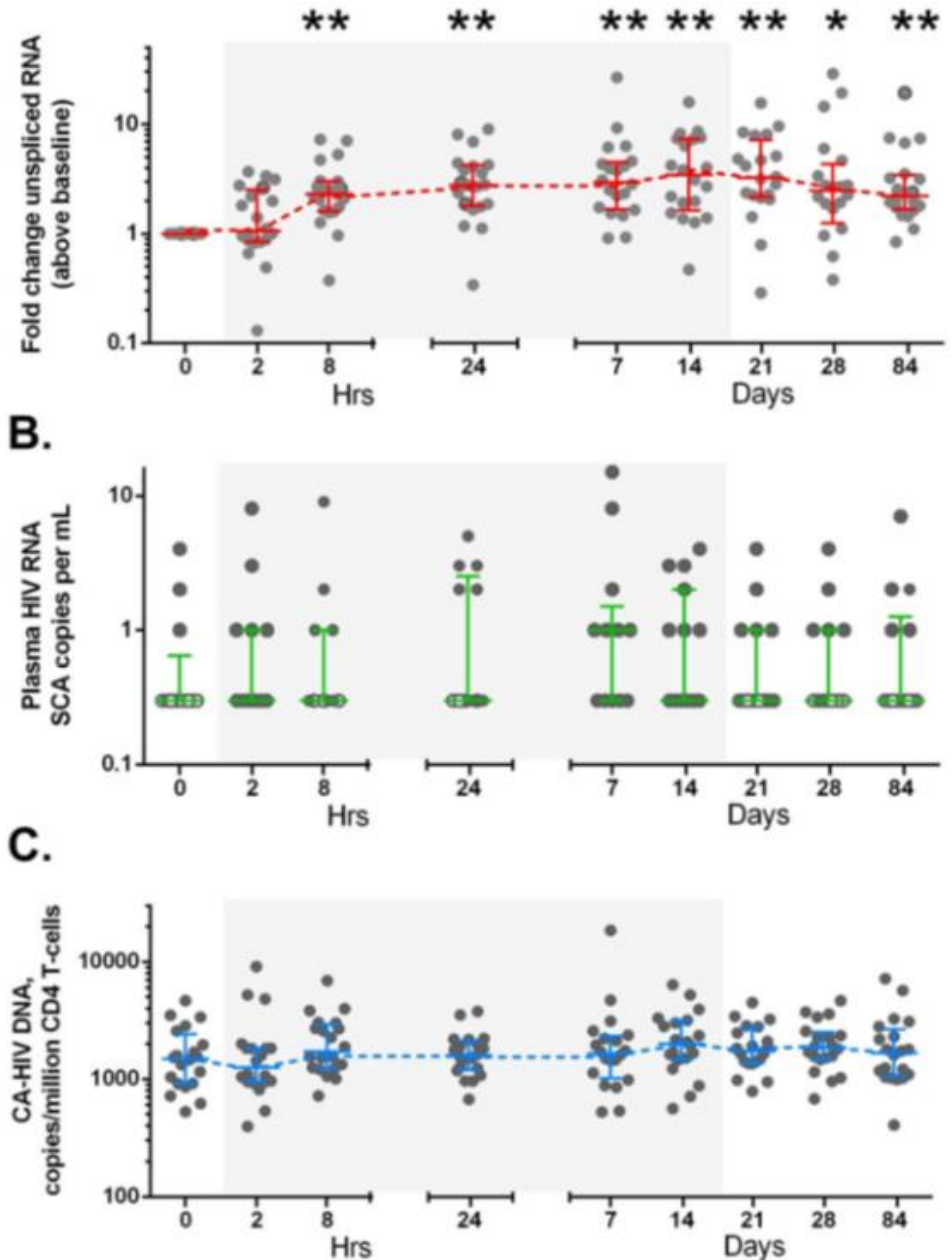 ** ** ** ** ** * **
Fold change unspliced RNA
(above baseline)
10
1
0.1
0 2 8 24 7 14 21 28 84
Hrs Days
B.
Plasma HIV RNA
SCA copies per mL
10
1
0.1
0 2 8 24 7 14 21 28 84
Hrs Days
C.
CA-HIV DNA,
copies/million CD4 T-cells
10000
1000
100
0 2 8 24 7 14 21 28 84
Hrs Days